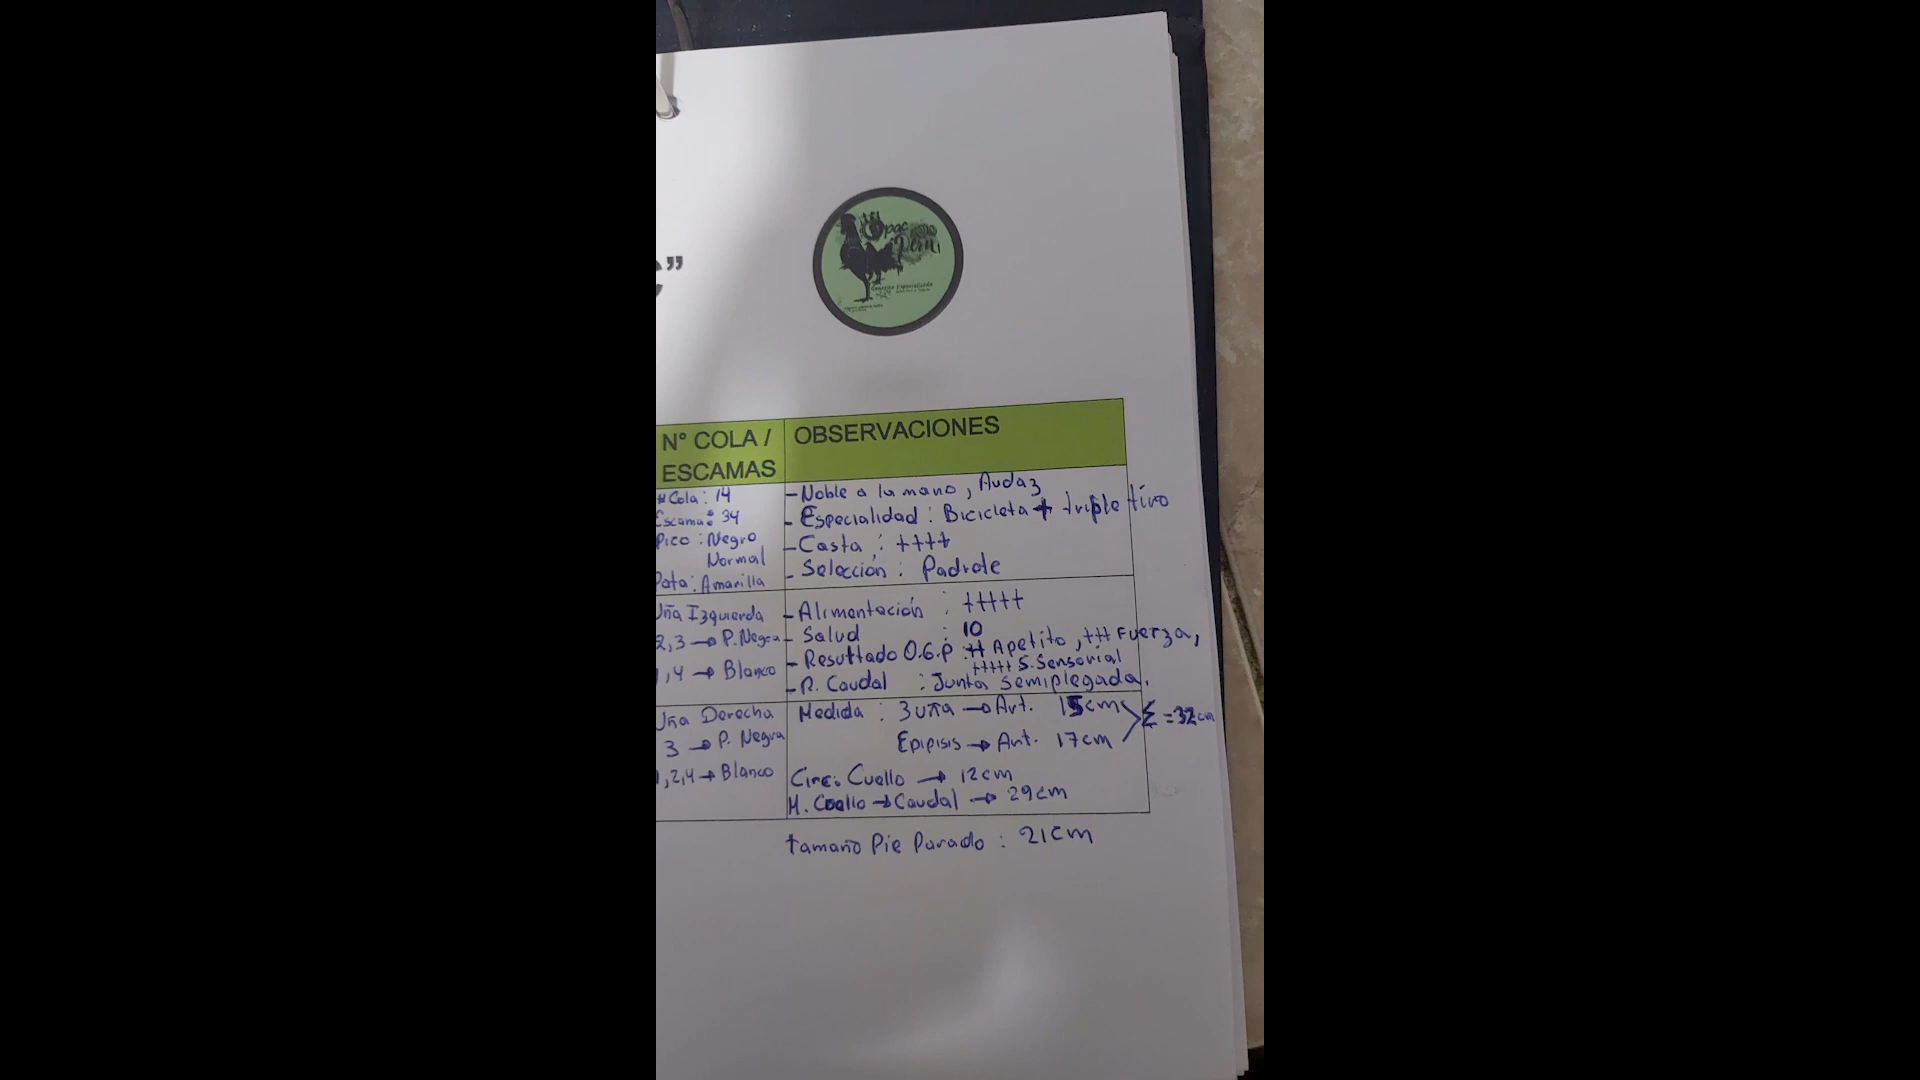 ”
N° COLA / ESCAMAS
OBSERVACIONES
# Cola: 14
Escama: 34
Pico: Negro
Normal
Pata: Amarilla
- Noble a la mano, Audaz
- Especialidad: Bicicleta + triple tiro
- Casta: ++++
- Selección: Padrote
Uña Izquierda
2,3 → P. Negra
1,4 → Blanco
- Alimentación: +++++
- Salud: 10
- Resultado O.G.P: ++ Apetito, +++ Fuerza,
+++++ S. Sensorial
- R. Caudal: Junta semiplegada.
Uña Derecha
3 → P. Negra
1,2,4 → Blanco
Medida: 3 uña → Art. 15cm
Epipisis → Ant. 17cm
Σ = 32cm
Circ. Cuello → 12cm
M. Cuello → Caudal → 29cm
tamaño Pie Parado: 21cm